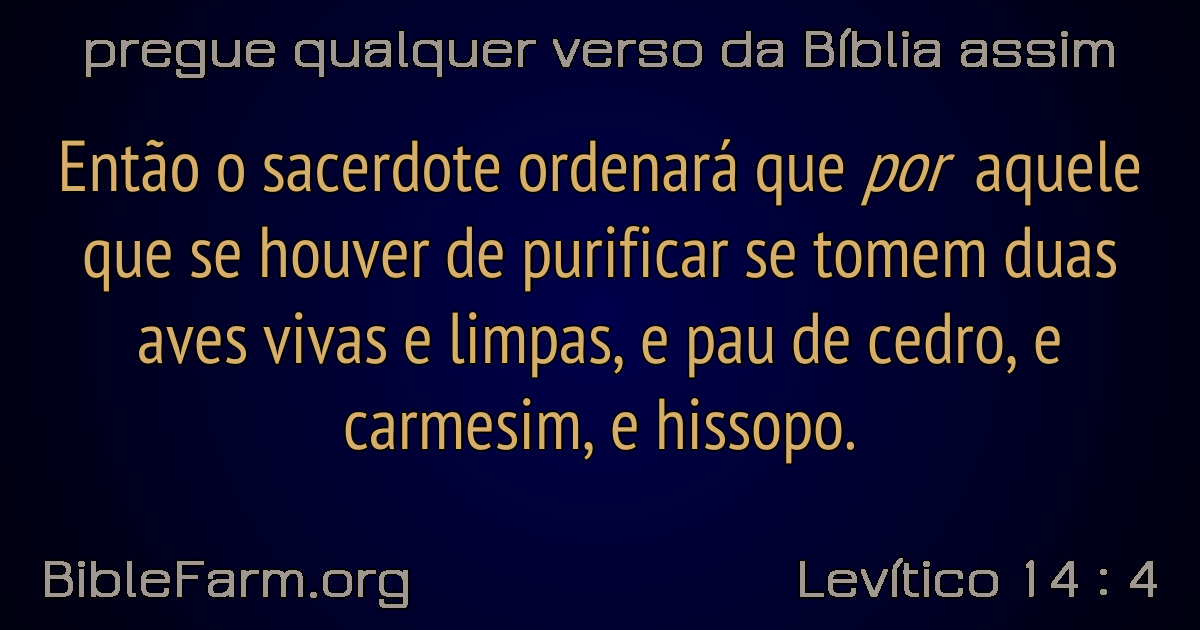 pregue qualquer verso da Bíblia assim
Então o sacerdote ordenará que por aquele
que se houver de purificar se tomem duas
aves vivas e limpas, e pau de cedro, e
carmesim, e hissopo.
BibleFarm.org
Levítico 14 : 4